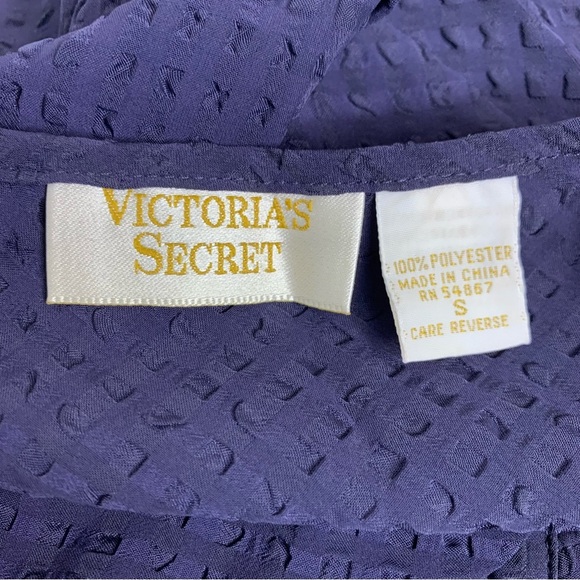 VICTORIA'S
SECRET
100% POLYESTER
MADE IN CHINA
RN 54867
S
CARE REVERSE